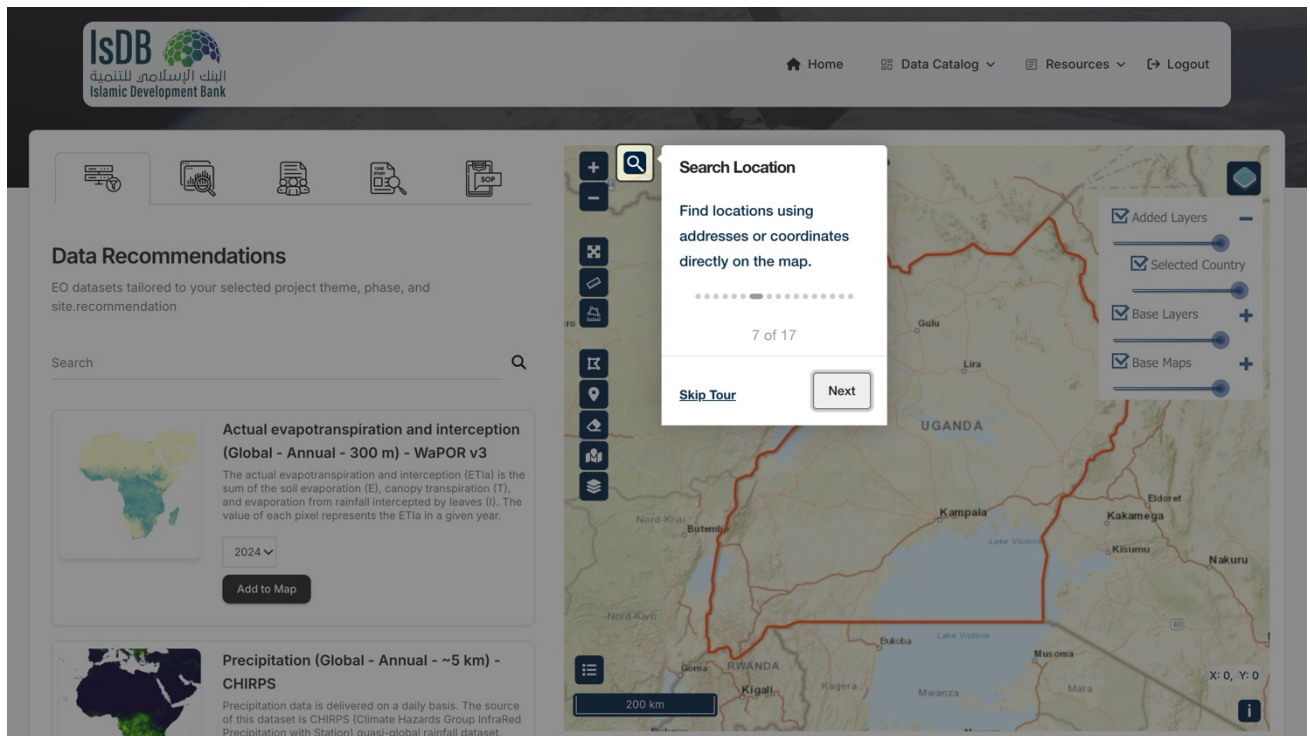 IsDB
البنك الإسلامي للتنمية
Islamic Development Bank
Home
Data Catalog
Resources
Logout
CASE STUDY
SOP
Data Recommendations
EO datasets tailored to your selected project theme, phase, and
site.recommendation
Search
Actual evapotranspiration and interception
(Global - Annual - 300 m) - WaPOR v3
The actual evapotranspiration and interception (ETIa) is the
sum of the soil evaporation (E), canopy transpiration (T),
and evaporation from rainfall intercepted by leaves (I). The
value of each pixel represents the ETIa in a given year.
2024
Add to Map
Precipitation (Global - Annual - ~5 km) -
CHIRPS
Precipitation data is delivered on a daily basis. The source
of this dataset is CHIRPS (Climate Hazards Group InfraRed
Precipitation with Station) quasi-global rainfall dataset
+
−
Search Location
Find locations using
addresses or coordinates
directly on the map.
7 of 17
Skip Tour
Next
Added Layers
Selected Country
Base Layers
Base Maps
Gulu
Lira
UGANDA
Kampala
Eldoret
Kakamega
Kisumu
Nakuru
Nord-Kivu
Butembo
Lake Victoria
Nord-Kivu
Bukoba
Lake Victoria
Musoma
Goma
RWANDA
Kigali
Kagera
Mwanza
Mara
X: 0, Y: 0
200 km
i